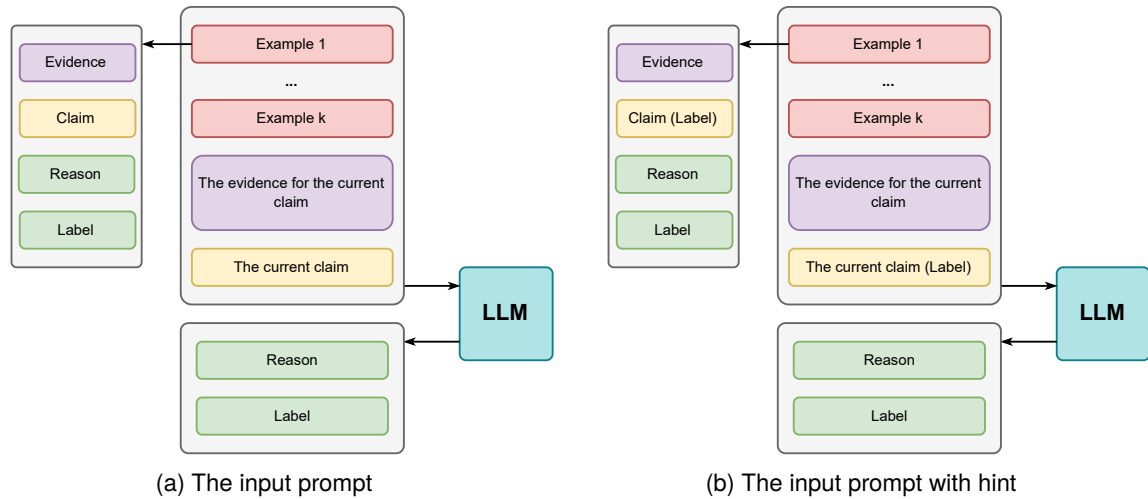 Evidence
Claim
Reason
Label
Example 1
...
Example k
The evidence for the current
claim
The current claim
LLM
Reason
Label
(a) The input prompt
Evidence
Claim (Label)
Reason
Label
Example 1
...
Example k
The evidence for the current
claim
The current claim (Label)
LLM
Reason
Label
(b) The input prompt with hint